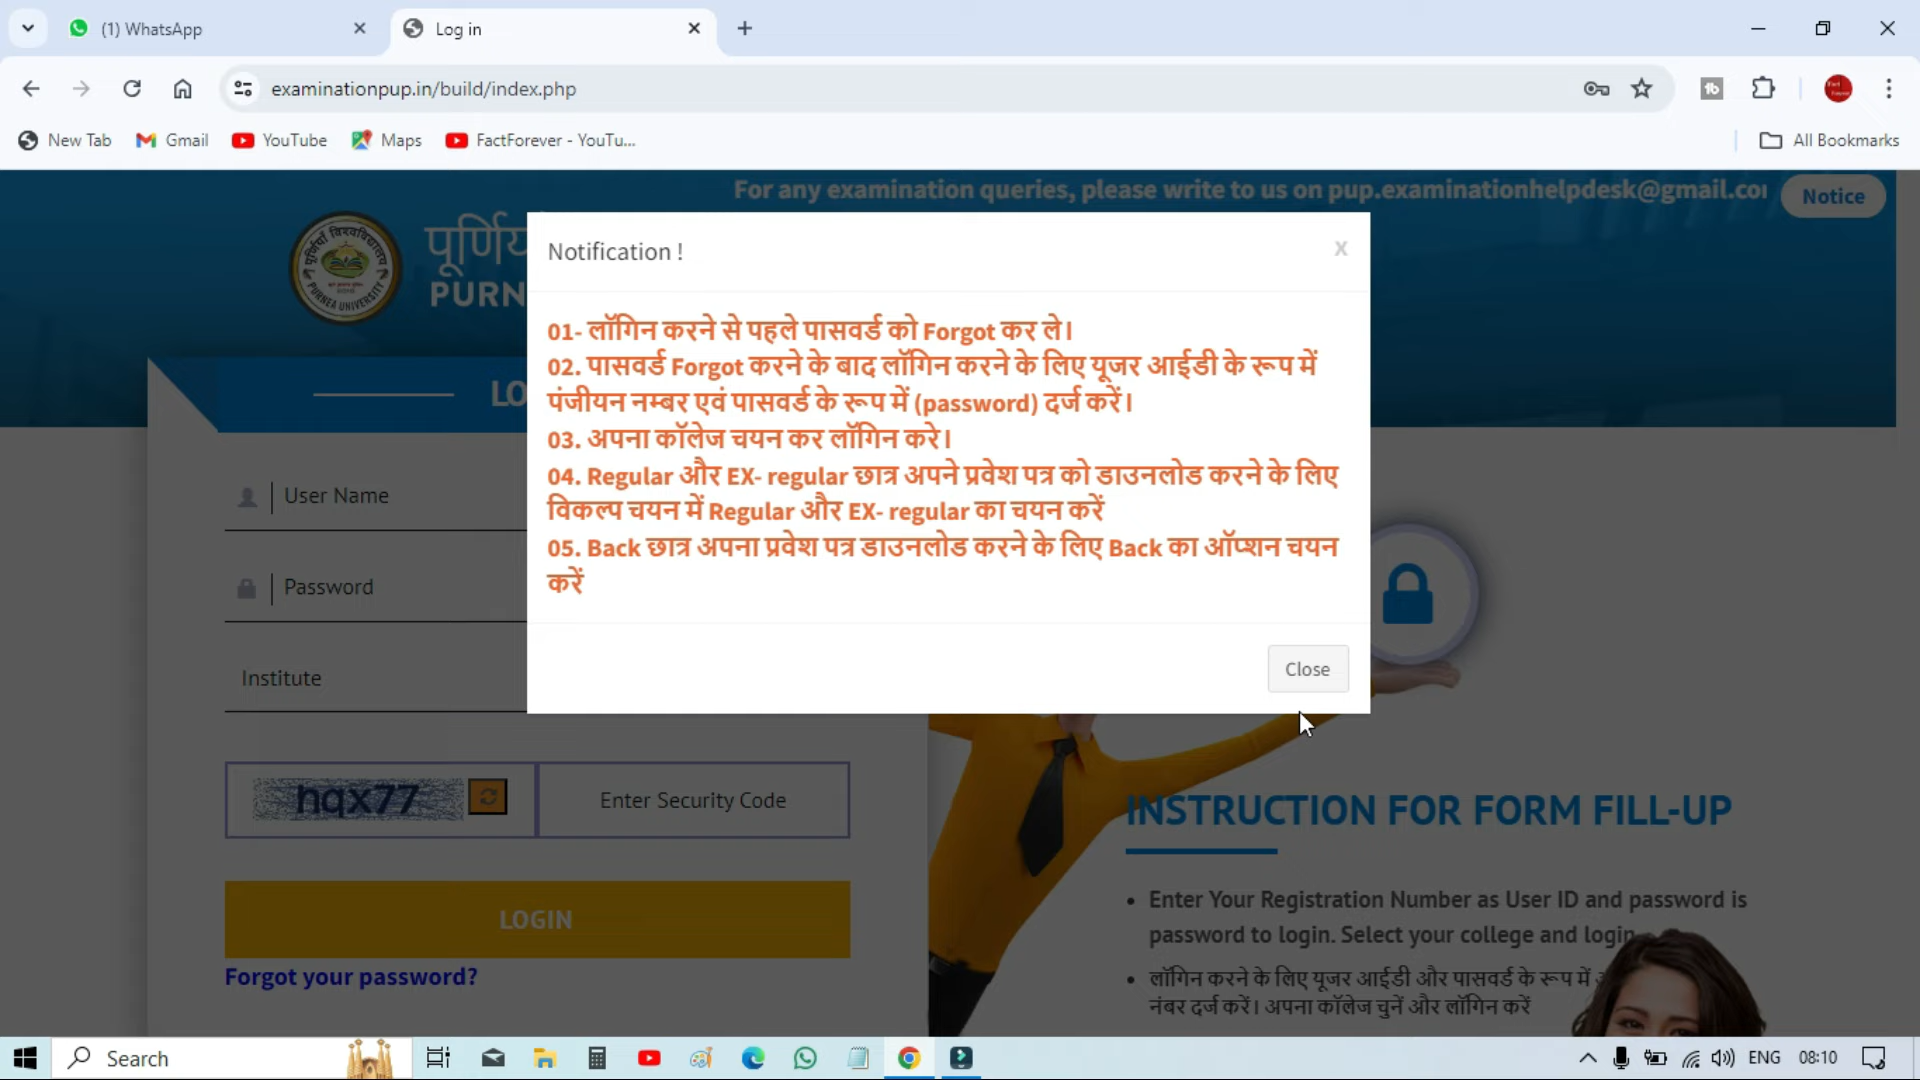 (1) WhatsApp
Log in
examinationpup.in/build/index.php
New Tab
Gmail
YouTube
Maps
FactForever - YouTu...
All Bookmarks
For any examination queries, please write to us on pup.examinationhelpdesk@gmail.co
Notice
पूर्णिय
PURN
PURNEA UNIVERSITY
Notification !
X
01- लॉगिन करने से पहले पासवर्ड को Forgot कर ले।
02. पासवर्ड Forgot करने के बाद लॉगिन करने के लिए यूजर आईडी के रूप में
पंजीयन नम्बर एवं पासवर्ड के रूप में (password) दर्ज करें।
03. अपना कॉलेज चयन कर लॉगिन करे।
04. Regular और EX- regular छात्र अपने प्रवेश पत्र को डाउनलोड करने के लिए
विकल्प चयन में Regular और EX- regular का चयन करें
05. Back छात्र अपना प्रवेश पत्र डाउनलोड करने के लिए Back का ऑप्शन चयन
करें
Close
LO
User Name
Password
Institute
hqx77
Enter Security Code
LOGIN
Forgot your password?
INSTRUCTION FOR FORM FILL-UP
Enter Your Registration Number as User ID and password is
password to login. Select your college and login
लॉगिन करने के लिए यूजर आईडी और पासवर्ड के रूप में
नंबर दर्ज करें। अपना कॉलेज चुनें और लॉगिन करें
Search
ENG
08:10